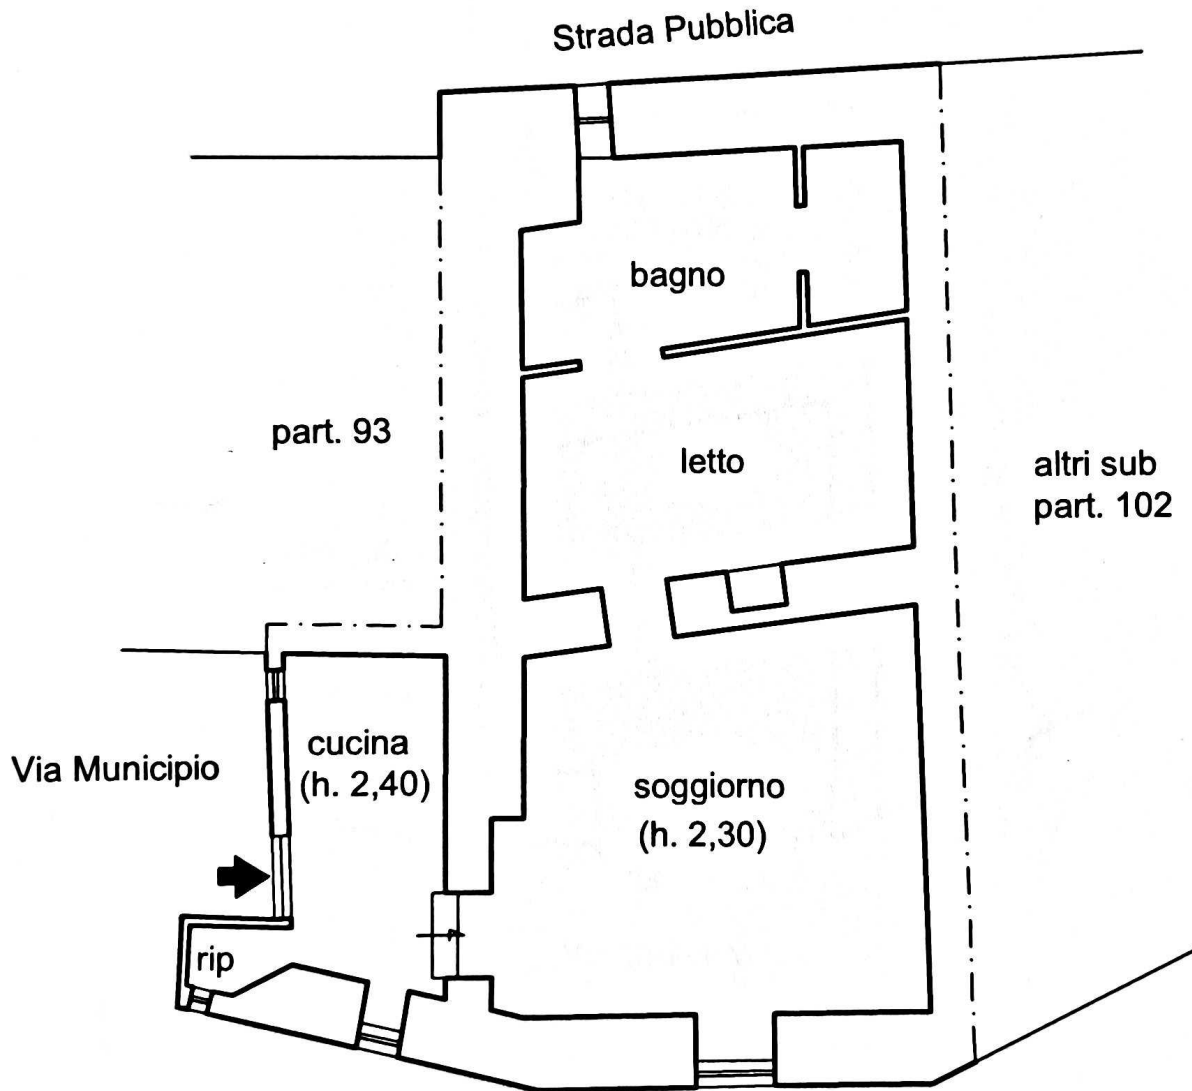 Strada Pubblica
bagno
part. 93
letto
altri sub
part. 102
Via Municipio
cucina
(h. 2,40)
soggiorno
(h. 2,30)
rip